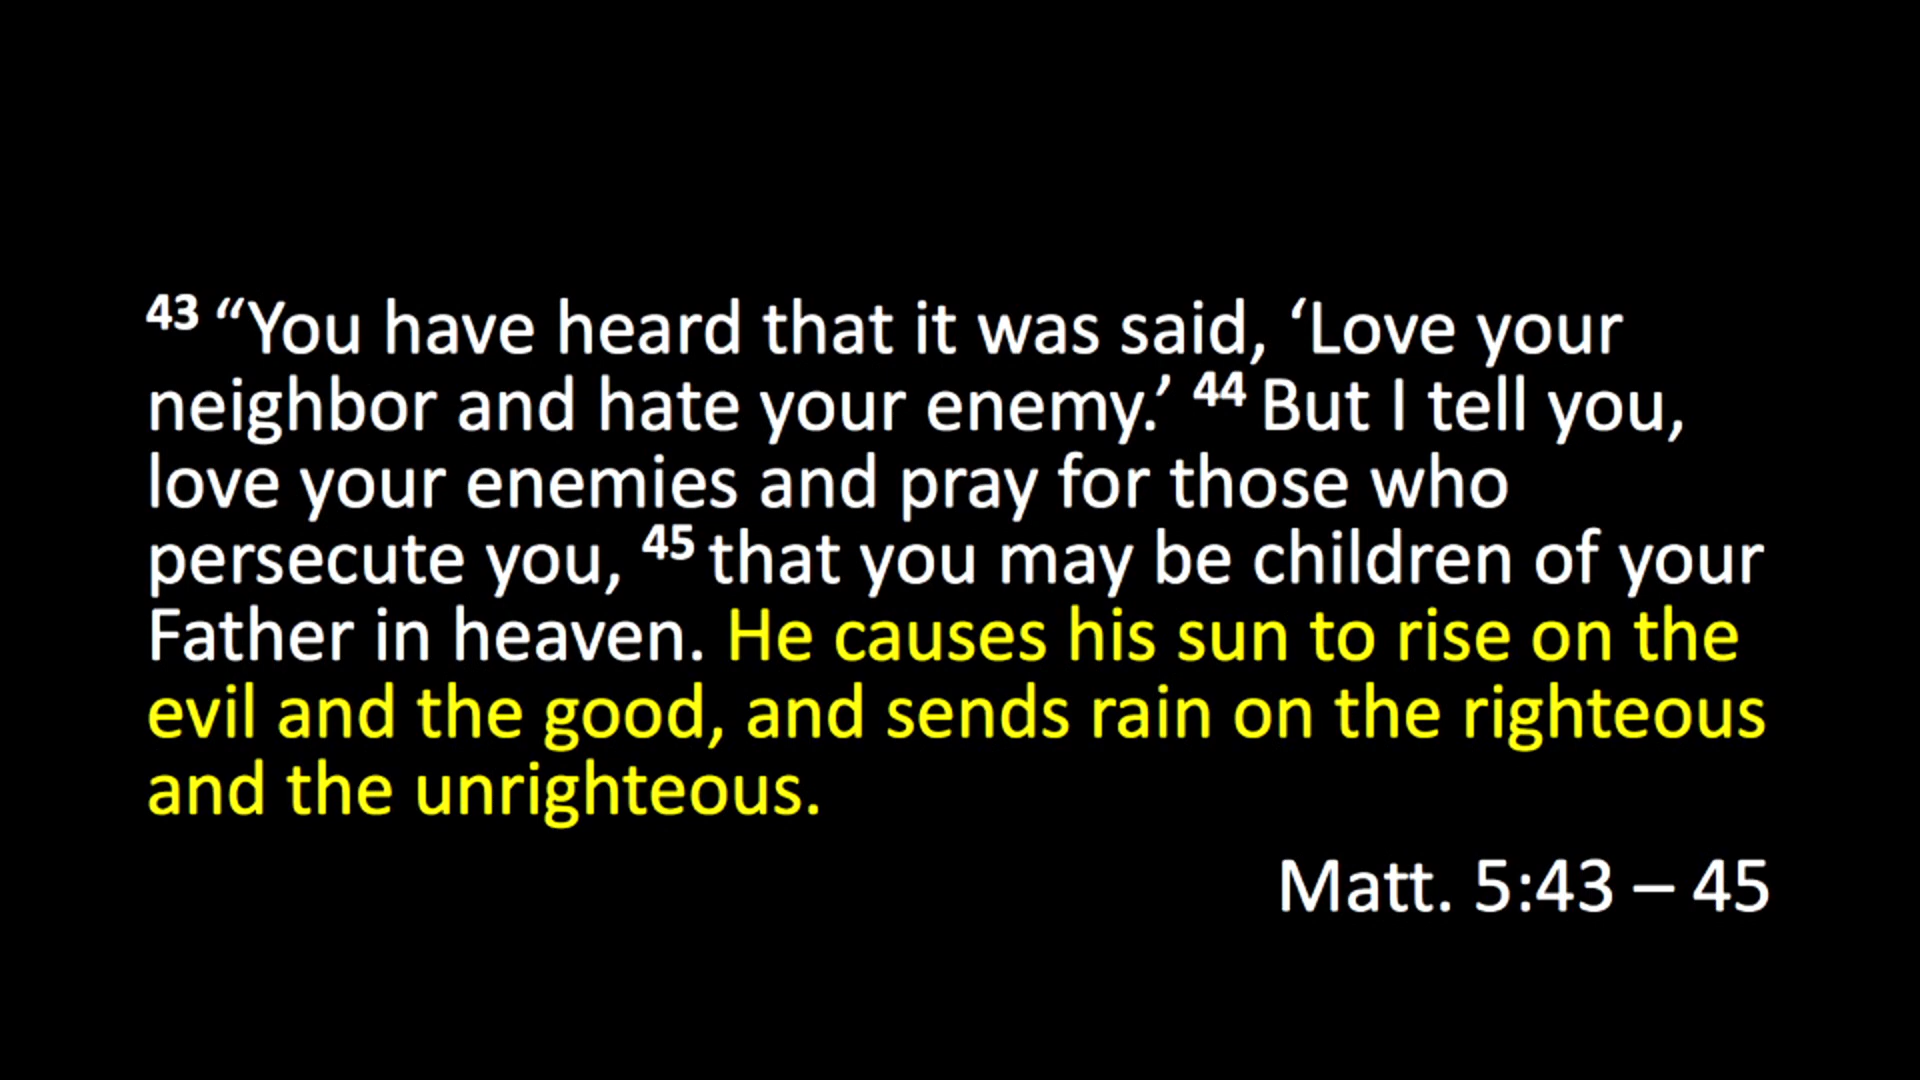 43 “You have heard that it was said, ‘Love your
neighbor and hate your enemy.’ 44 But I tell you,
love your enemies and pray for those who
persecute you, 45 that you may be children of your
Father in heaven. He causes his sun to rise on the
evil and the good, and sends rain on the righteous
and the unrighteous.
Matt. 5:43 – 45